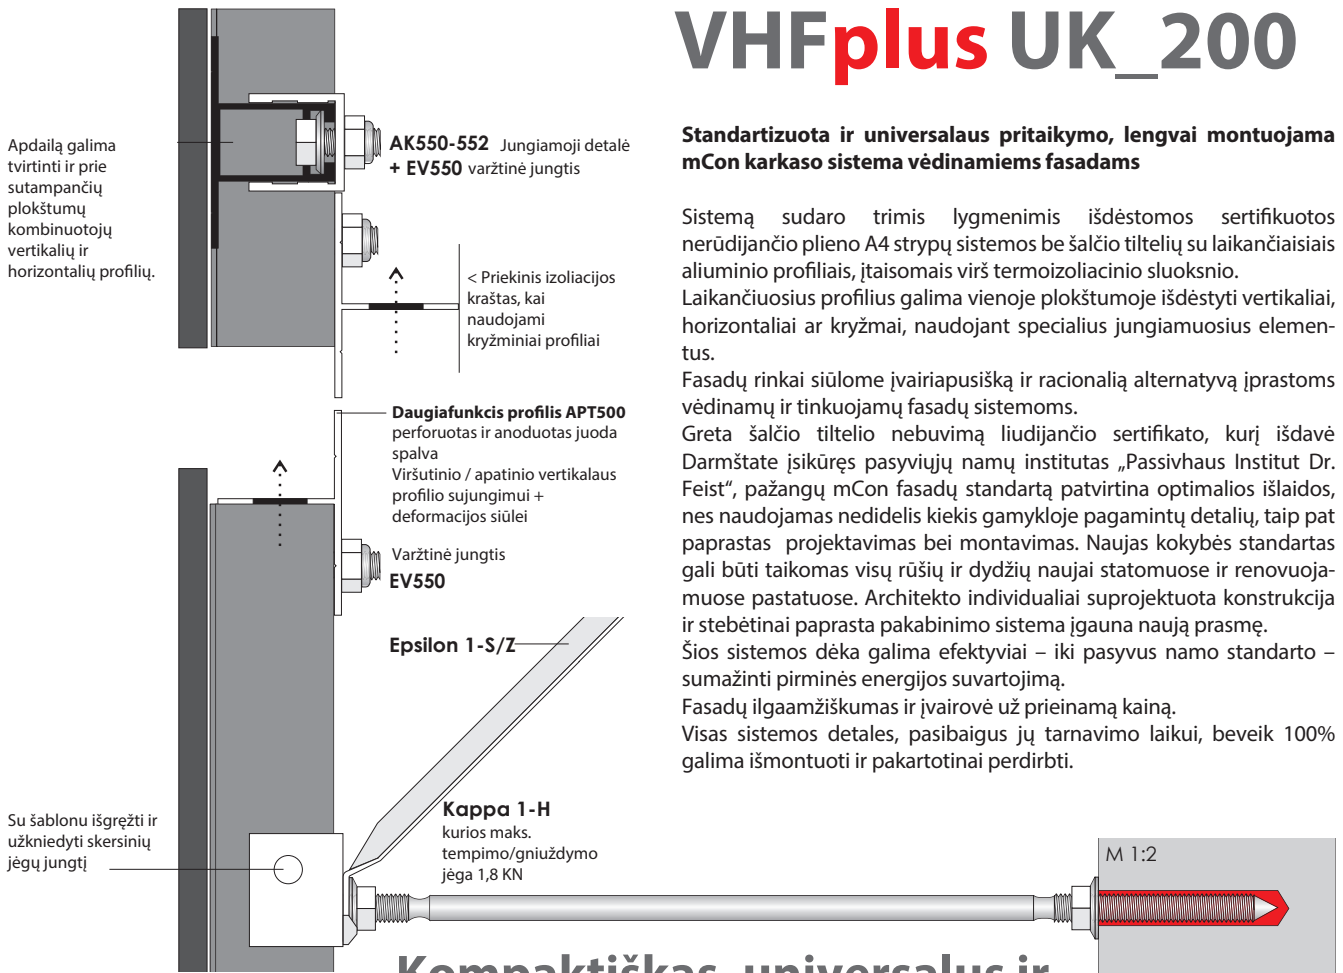 VHFplus UK_200
Standartizuota ir universalaus pritaikymo, lengvai montuojama
mCon karkaso sistema vėdinamiems fasadams
Sistemą sudaro trimis lygmenimis išdėstomos sertifikuotos
nerūdijančio plieno A4 strypų sistemos be šalčio tiltelių su laikančiaisiais
aliuminio profiliais, įtaisomais virš termoizoliacinio sluoksnio.
Laikančiuosius profilius galima vienoje plokštumoje išdėstyti vertikaliai,
horizontaliai ar kryžmai, naudojant specialius jungiamuosius elemen-
tus.
Fasadų rinkai siūlome įvairiapusišką ir racionalią alternatyvą įprastoms
vėdinamų ir tinkuojamų fasadų sistemoms.
Greta šalčio tiltelio nebuvimą liudijančio sertifikato, kurį išdavė
Darmštate įsikūręs pasyviųjų namų institutas „Passivhaus Institut Dr.
Feist“, pažangų mCon fasadų standartą patvirtina optimalios išlaidos,
nes naudojamas nedidelis kiekis gamykloje pagamintų detalių, taip pat
paprastas projektavimas bei montavimas. Naujas kokybės standartas
gali būti taikomas visų rūšių ir dydžių naujai statomuose ir renovuoja-
muose pastatuose. Architekto individualiai suprojektuota konstrukcija
ir stebėtinai paprasta pakabinimo sistema įgauna naują prasmę.
Šios sistemos dėka galima efektyviai – iki pasyvus namo standarto –
sumažinti pirminės energijos suvartojimą.
Fasadų ilgaamžiškumas ir įvairovė už prieinamą kainą.
Visas sistemos detales, pasibaigus jų tarnavimo laikui, beveik 100%
galima išmontuoti ir pakartotinai perdirbti.
Apdailą galima
tvirtinti ir prie
sutampančių
plokštumų
kombinuotojų
vertikalių ir
horizontalių profilių.
AK550-552 Jungiamoji detalė
+ EV550 varžtinė jungtis
< Priekinis izoliacijos
kraštas, kai
naudojami
kryžminiai profiliai
Daugiafunkcis profilis APT500
perforuotas ir anoduotas juoda
spalva
Viršutinio / apatinio vertikalaus
profilio sujungimui +
deformacijos siūlei
Varžtinė jungtis
EV550
Epsilon 1-S/Z
Kappa 1-H
kurios maks.
tempimo/gniuždymo
jėga 1,8 KN
Su šablonu išgręžti ir
užkniedyti skersinių
jėgų jungtį
M 1:2
Kompaktiškas, universalus ir